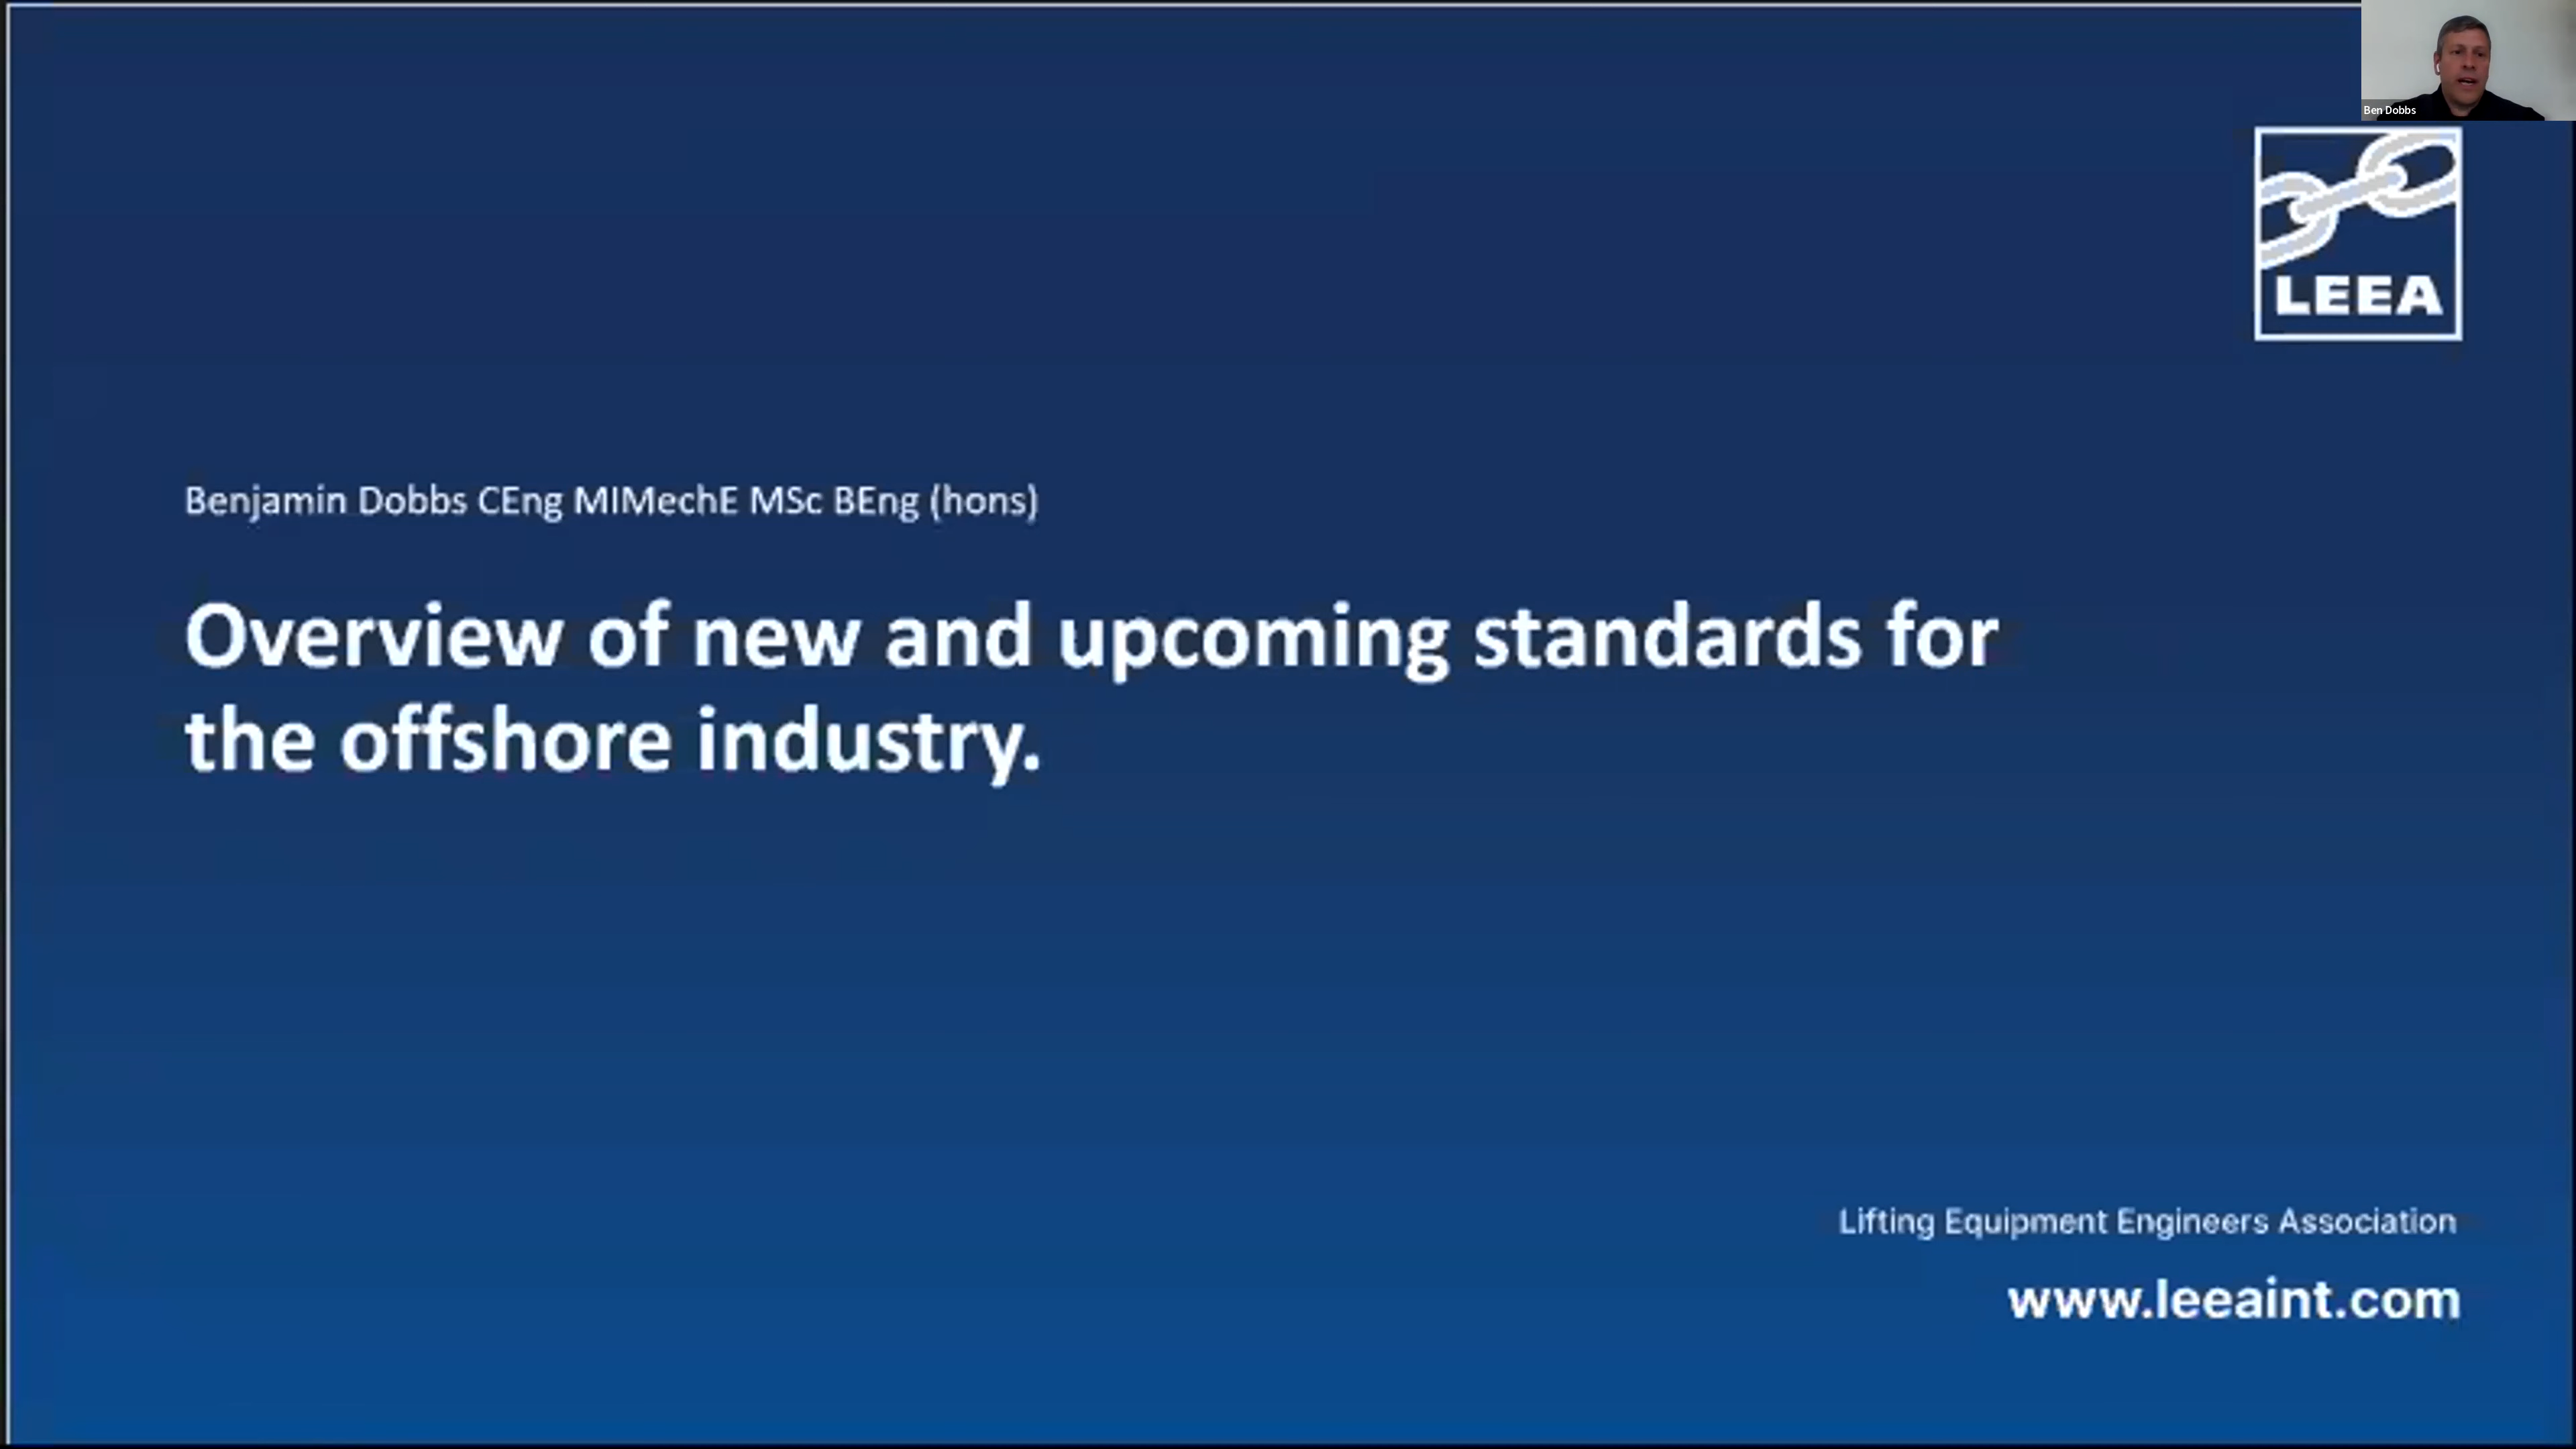 Ben Dobbs
LEEA
Benjamin Dobbs CEng MIMechE MSc BEng (hons)
Overview of new and upcoming standards for
the offshore industry.
Lifting Equipment Engineers Association
www.leeaint.com